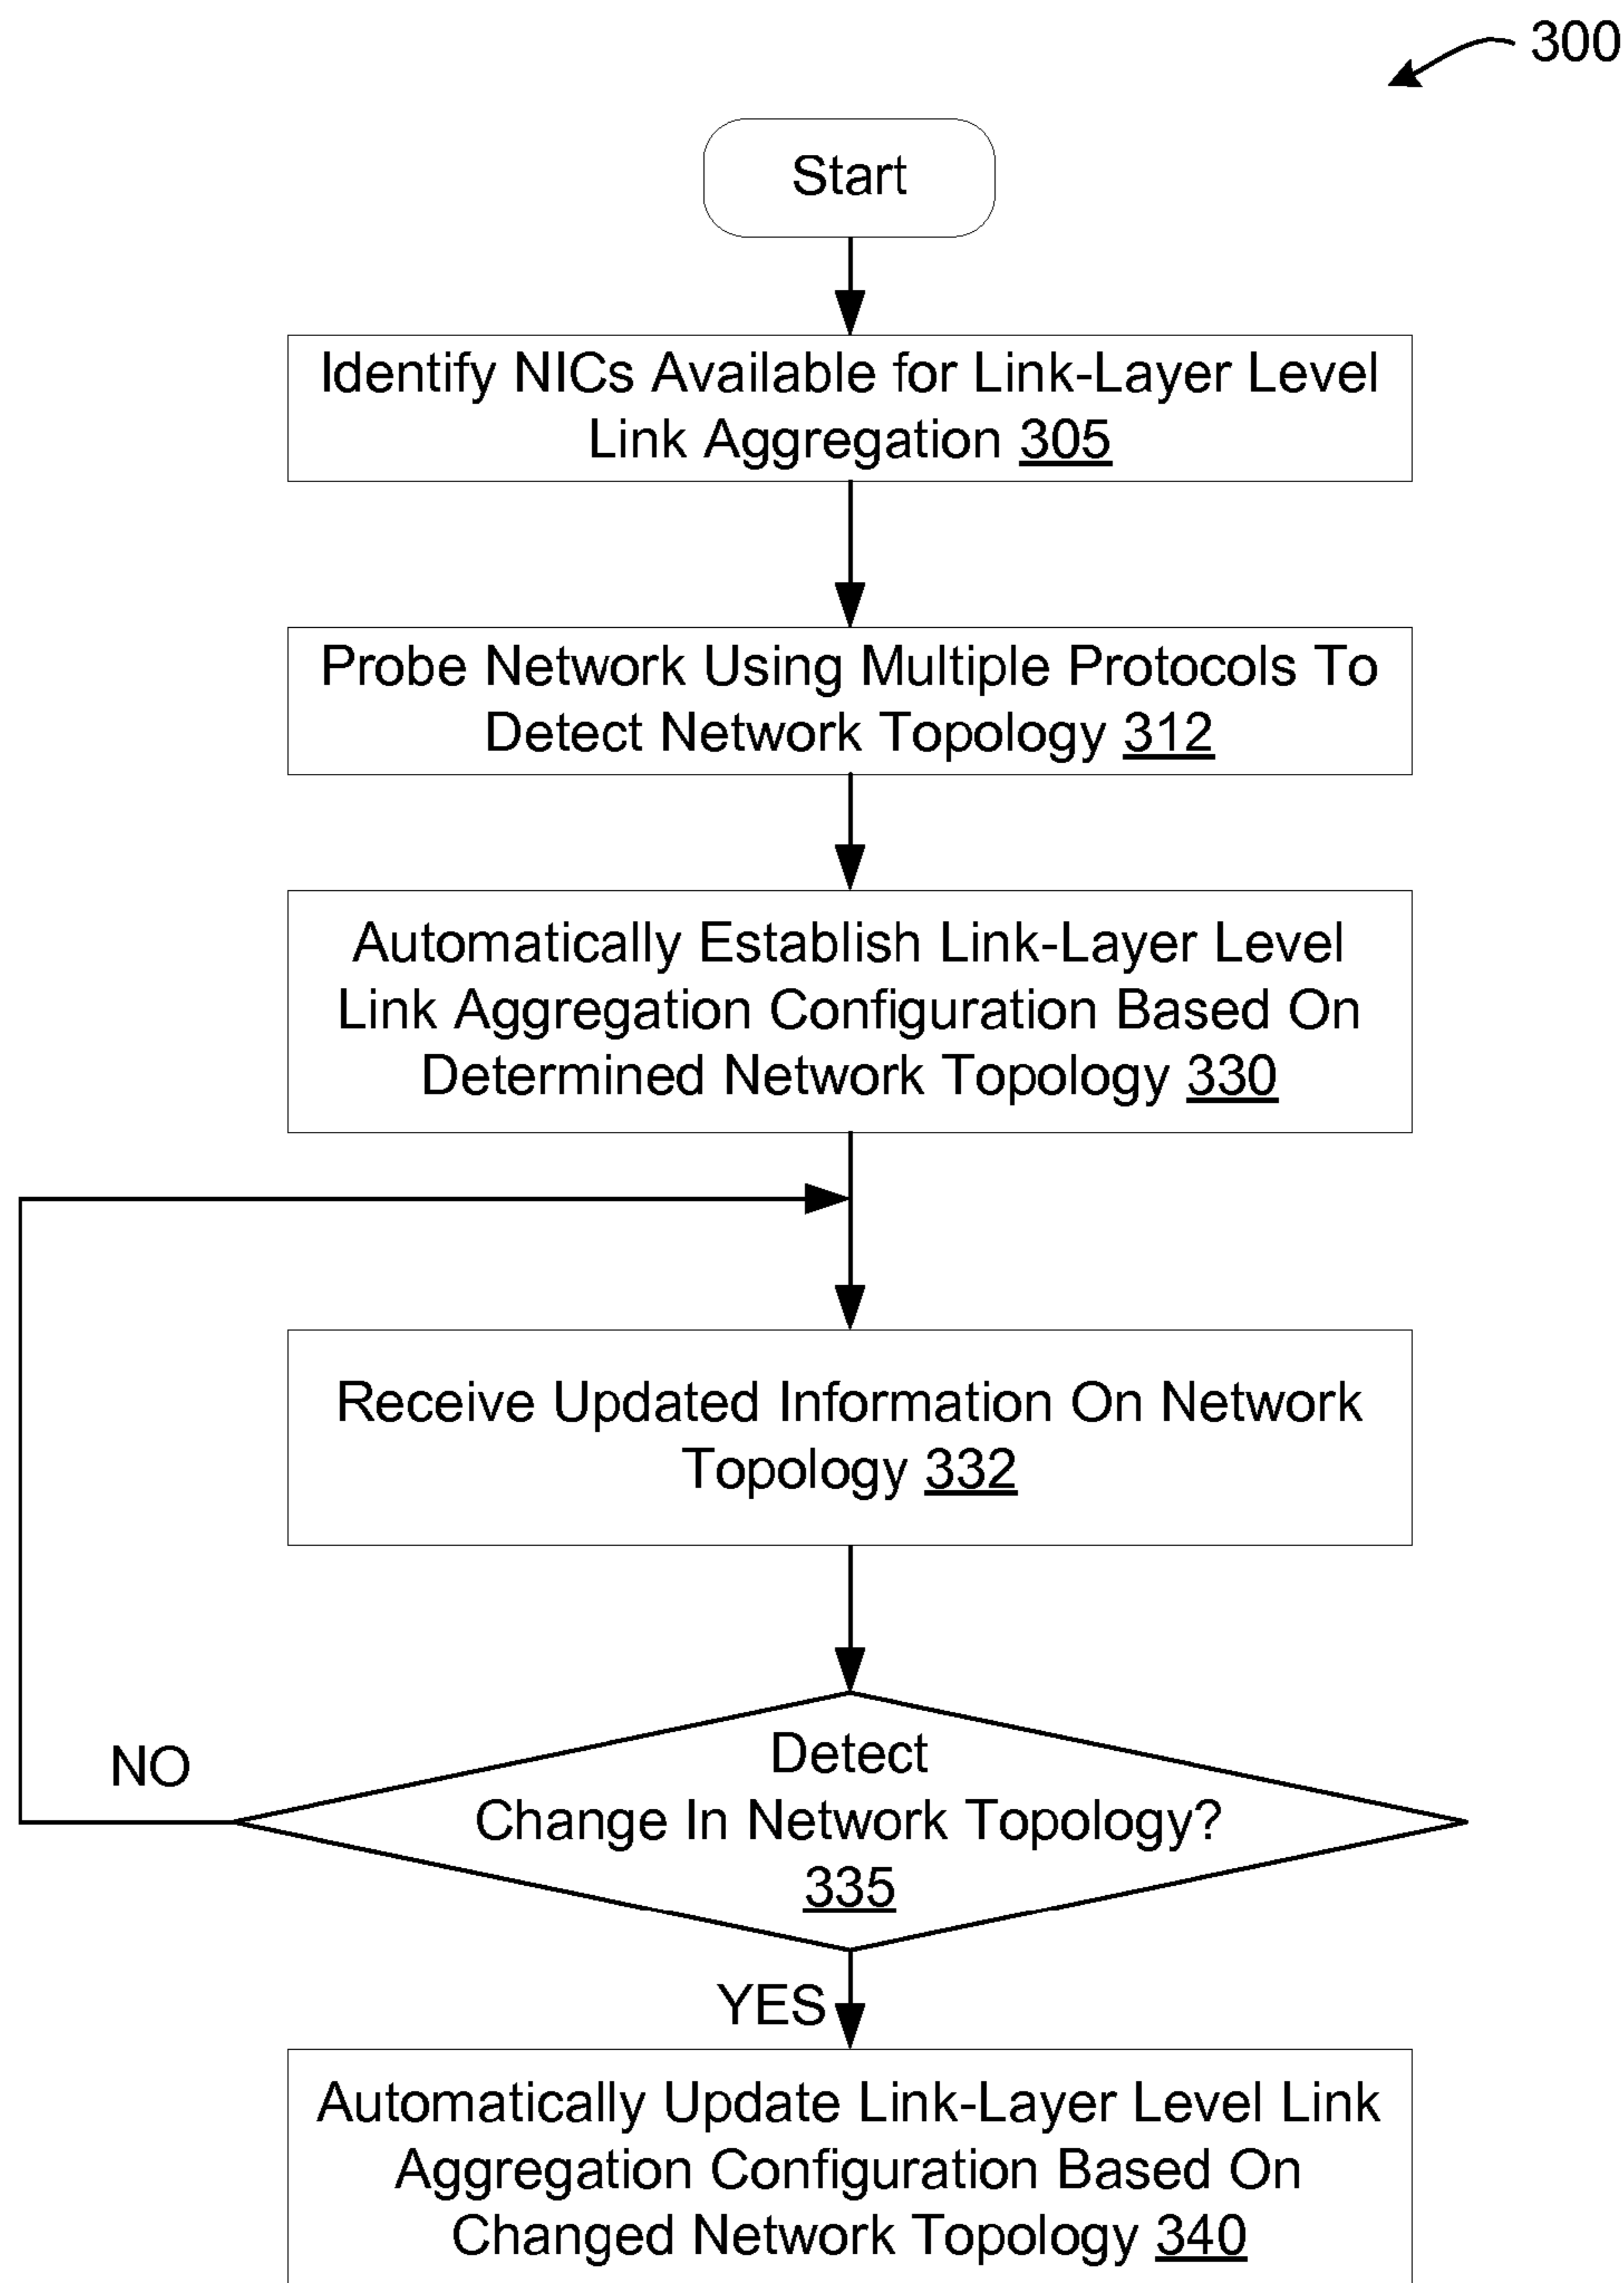 300
Start
Identify NICs Available for Link-Layer Level
Link Aggregation 305
Probe Network Using Multiple Protocols To
Detect Network Topology 312
Automatically Establish Link-Layer Level
Link Aggregation Configuration Based On
Determined Network Topology 330
Receive Updated Information On Network
Topology 332
Detect
Change In Network Topology?
335
NO
YES
Automatically Update Link-Layer Level Link
Aggregation Configuration Based On
Changed Network Topology 340